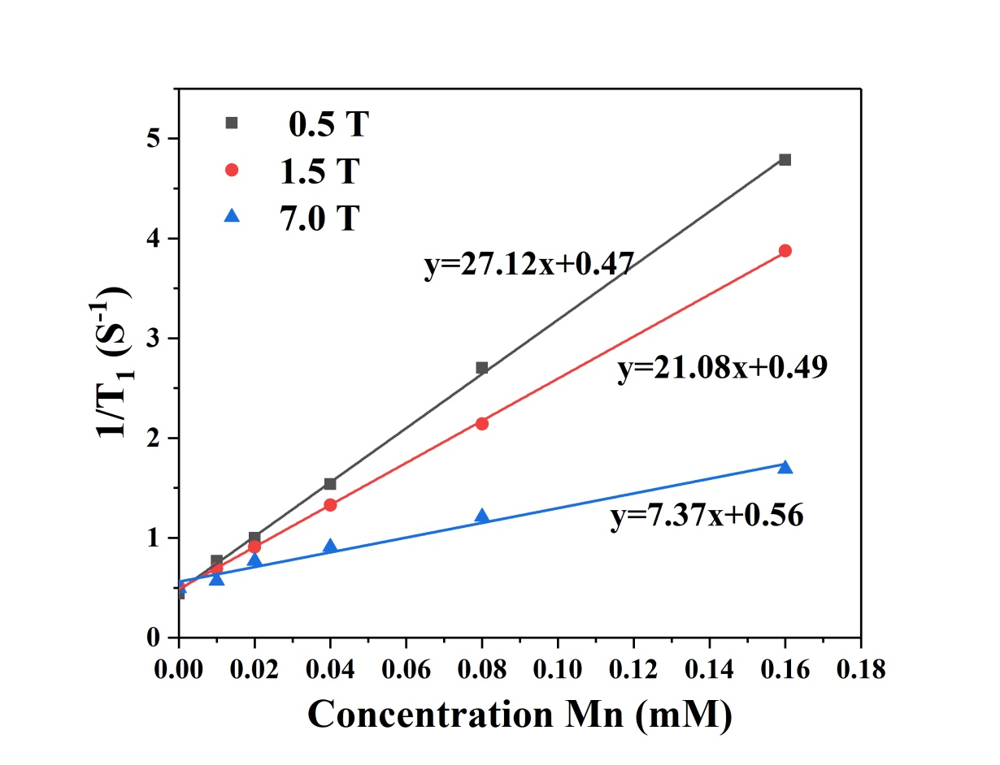 0.5 T
1.5 T
7.0 T
y=27.12x+0.47
y=21.08x+0.49
y=7.37x+0.56
5
4
3
2
1
0
1/T₁ (S⁻¹)
0.00 0.02 0.04 0.06 0.08 0.10 0.12 0.14 0.16 0.18
Concentration Mn (mM)